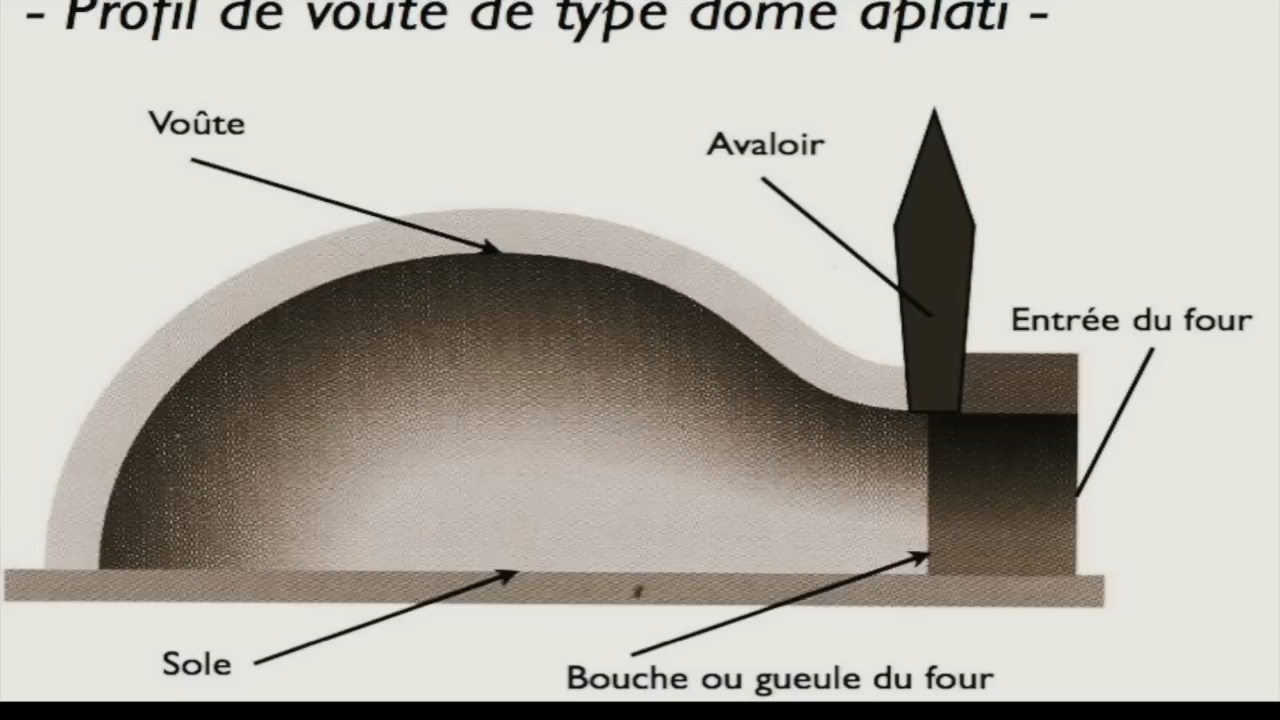 - Profil de voûte de type dôme aplati -
Voûte
Avaloir
Entrée du four
Sole
Bouche ou gueule du four